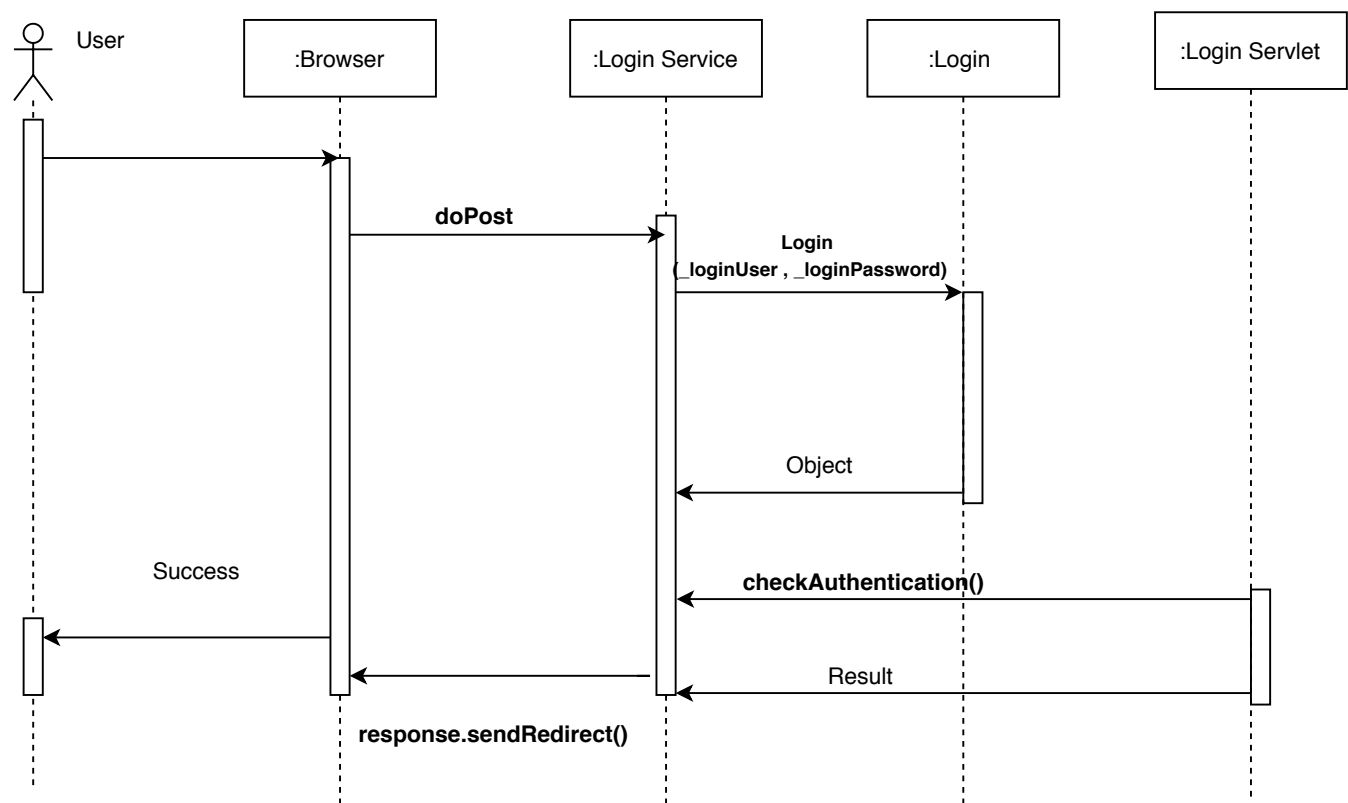 User
:Browser
:Login Service
:Login
:Login Servlet
doPost
Login
(_loginUser , _loginPassword)
Object
Success
checkAuthentication()
Result
response.sendRedirect()